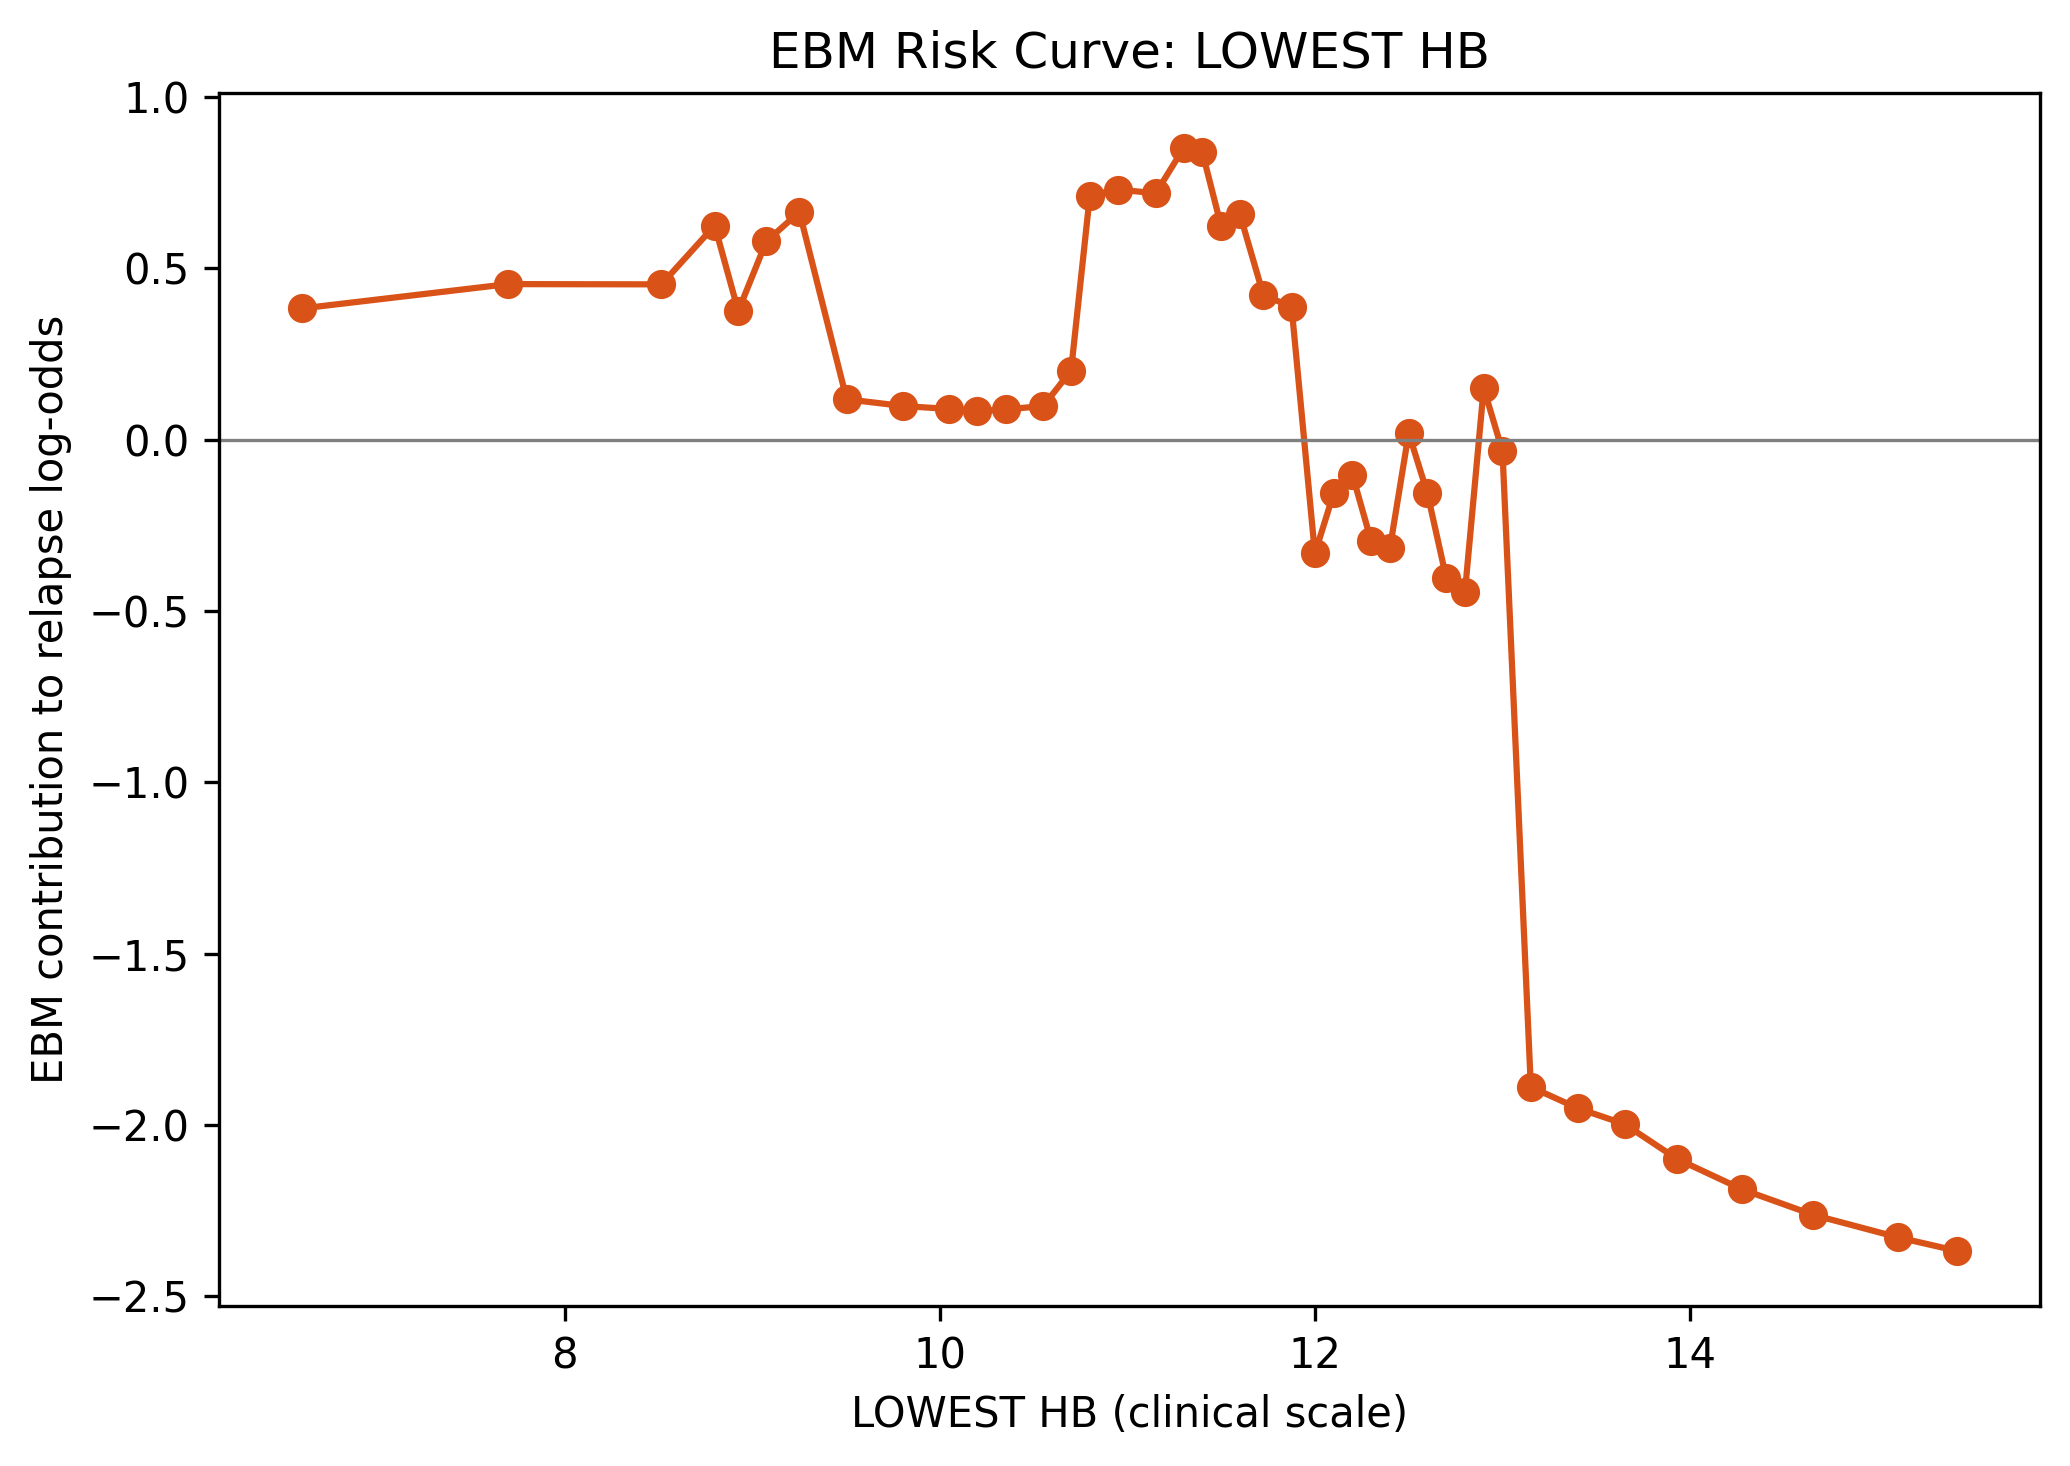 EBM Risk Curve: LOWEST HB
EBM contribution to relapse log-odds
1.0
0.5
0.0
−0.5
−1.0
−1.5
−2.0
−2.5
8 10 12 14
LOWEST HB (clinical scale)